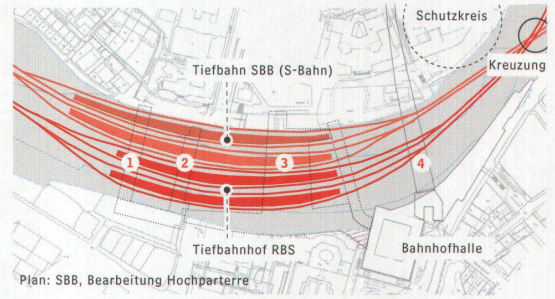 Schutzkreis
Kreuzung
Tiefbahn SBB (S-Bahn)
1
2
3
4
Tiefbahnhof RBS
Bahnhofhalle
Plan: SBB, Bearbeitung Hochparterre